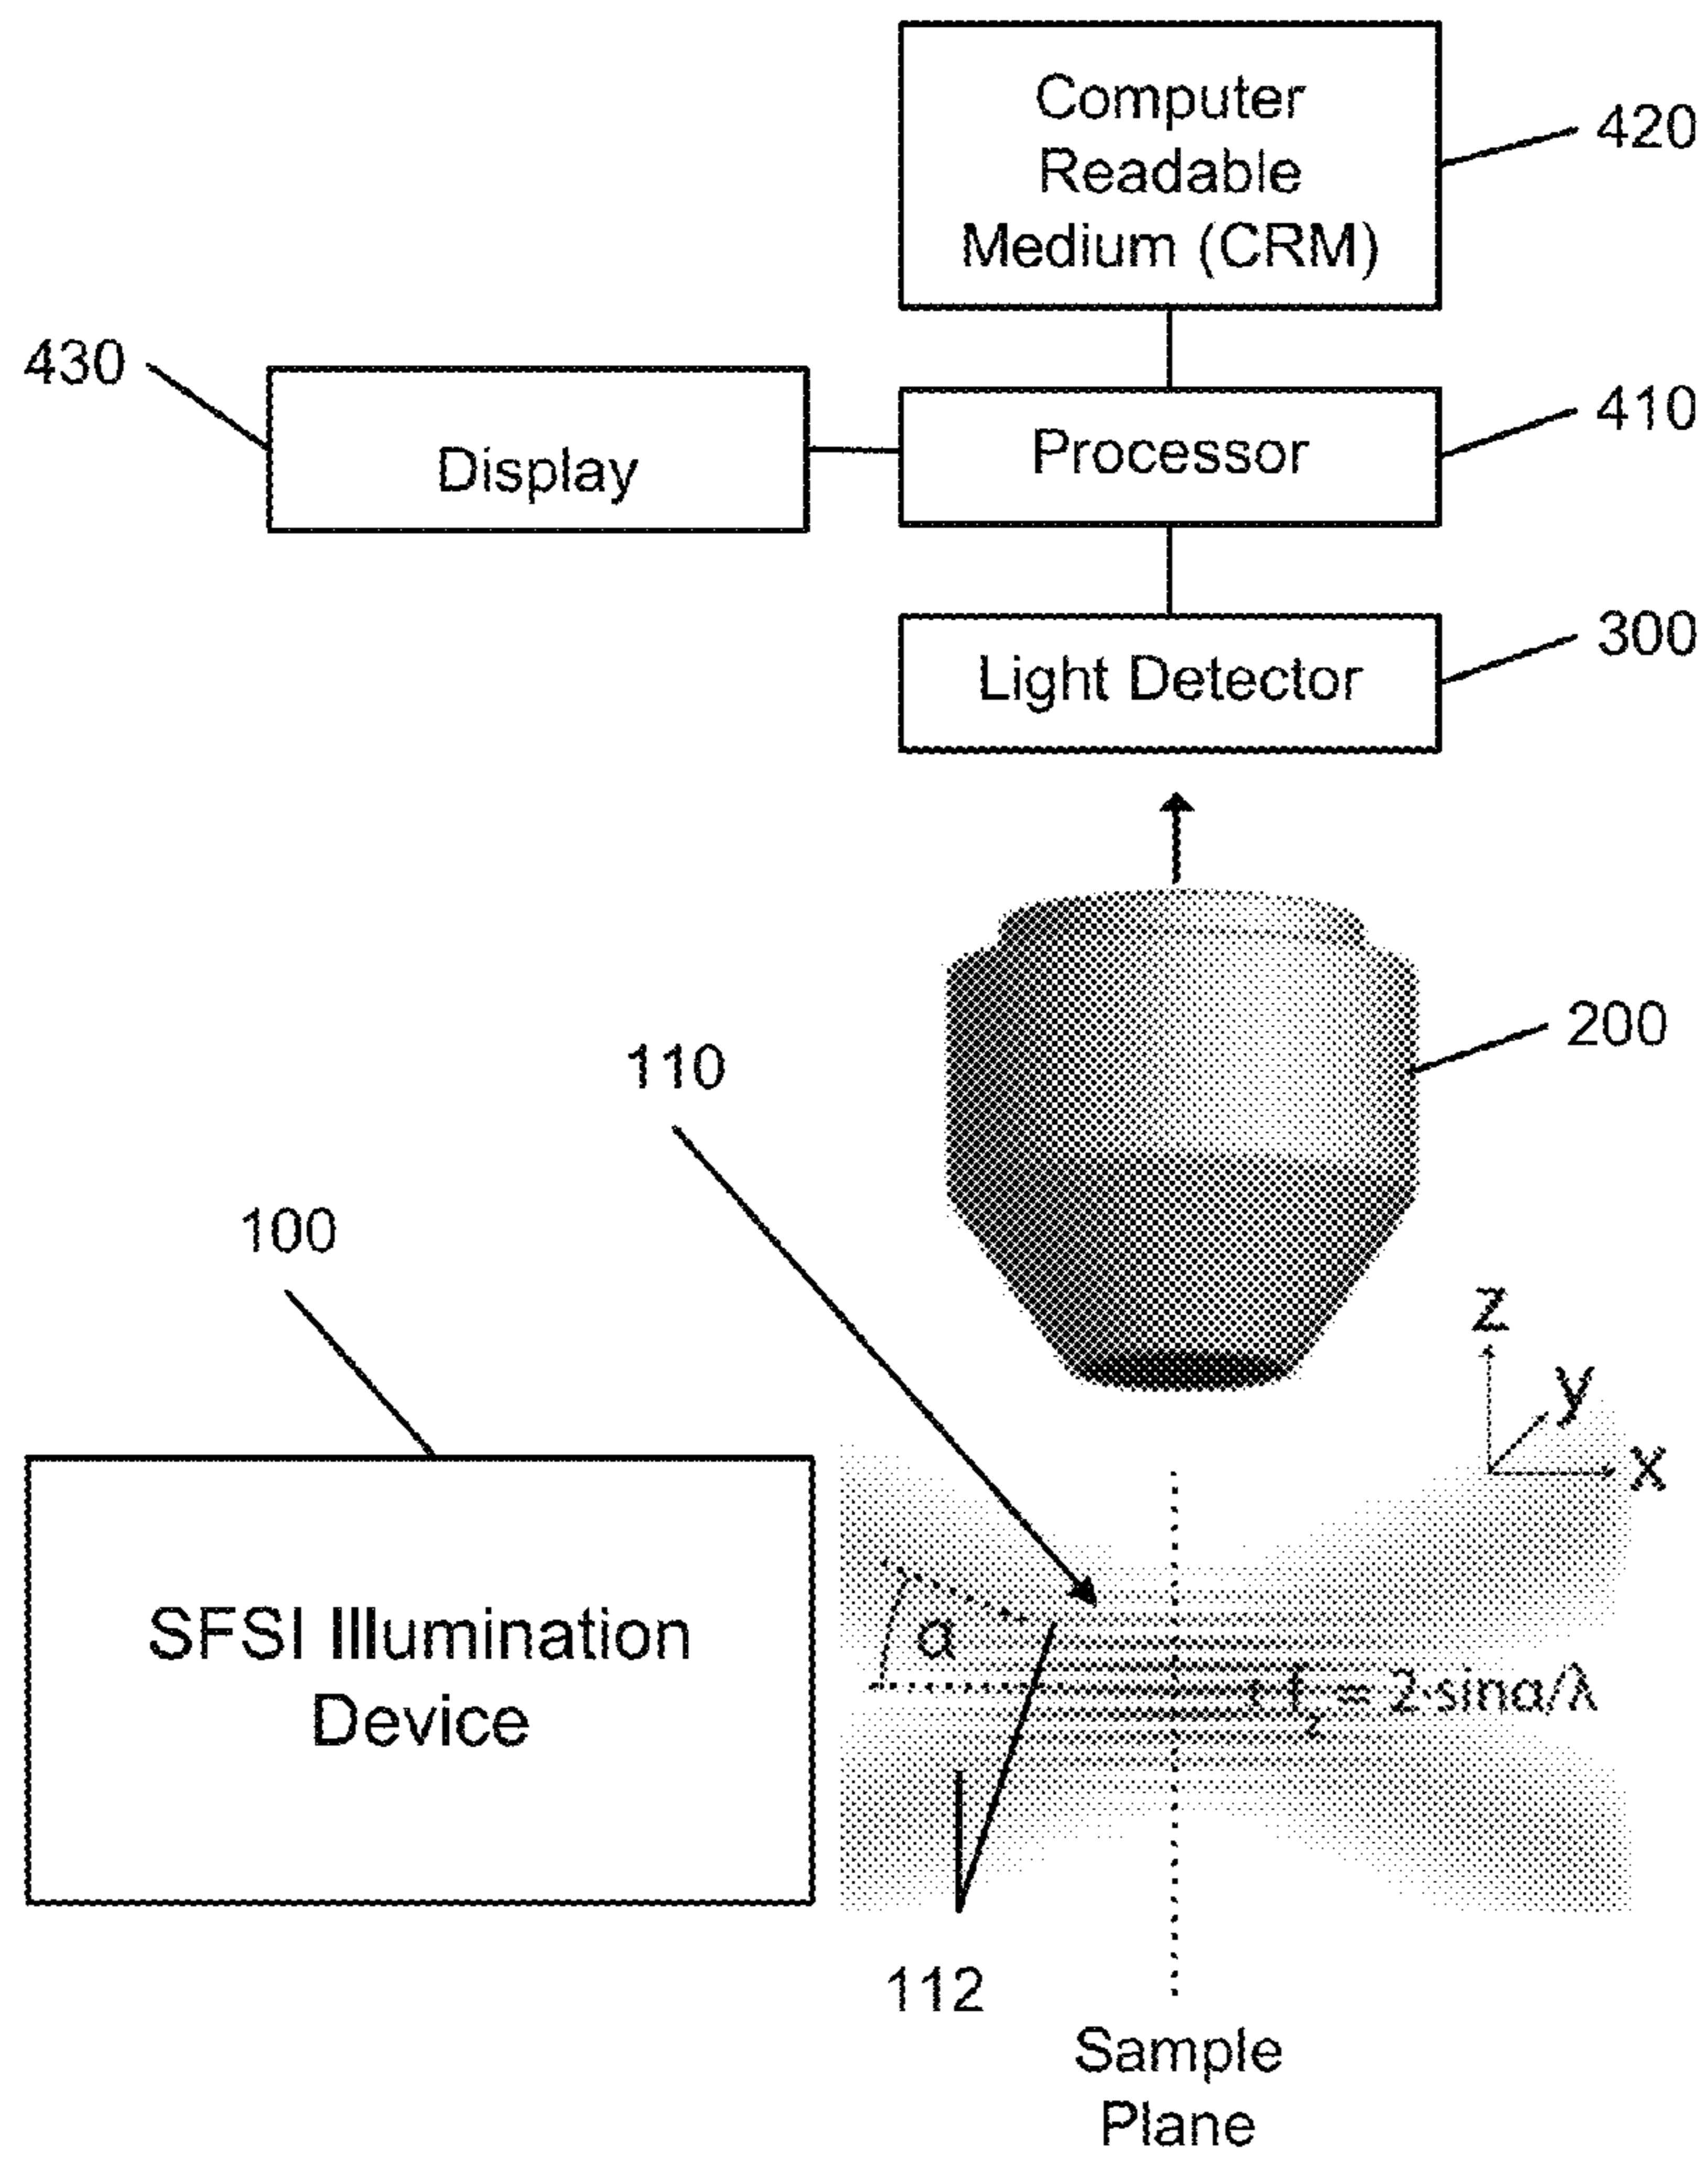 Computer
Readable
Medium (CRM)
420
430
Display
Processor
410
Light Detector
300
200
110
100
z
y
x
SFSI Illumination
Device
α
f_z = 2·sinα/λ
112
Sample
Plane